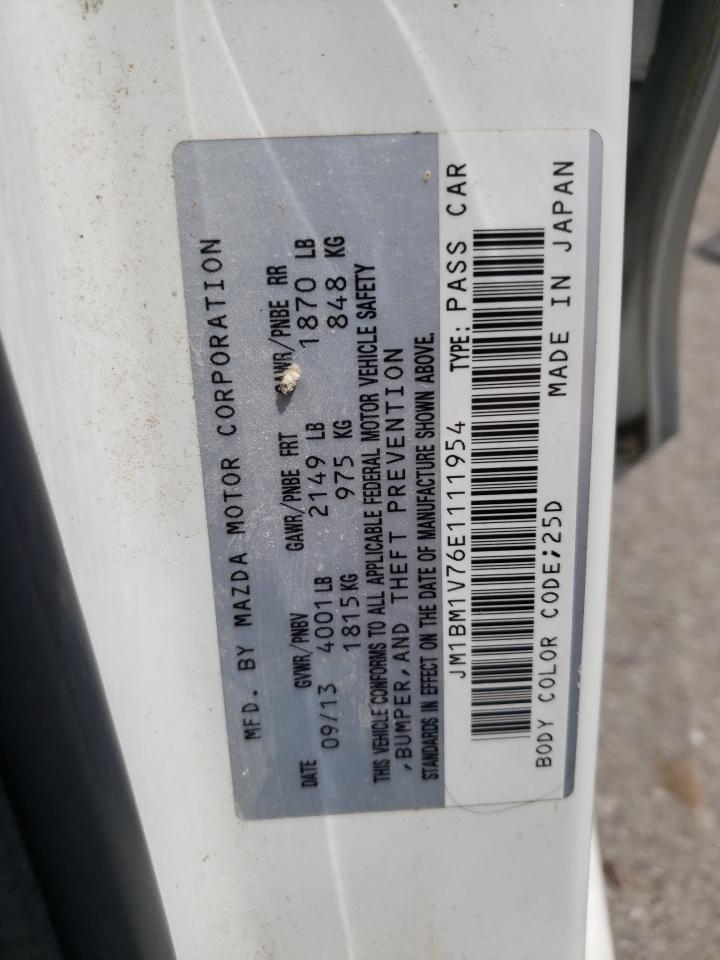 MFD. BY MAZDA MOTOR CORPORATION
DATE GVWR/PNBV GAWR/PNBE FRT GAWR/PNBE RR
09/13 4001LB 2149 LB 1870 LB
1815KG 975 KG 848 KG
THIS VEHICLE CONFORMS TO ALL APPLICABLE FEDERAL MOTOR VEHICLE SAFETY
,BUMPER,AND THEFT PREVENTION
STANDARDS IN EFFECT ON THE DATE OF MANUFACTURE SHOWN ABOVE.
JM1BM1V76E1111954 TYPE: PASS CAR
BODY COLOR CODE;25D MADE IN JAPAN